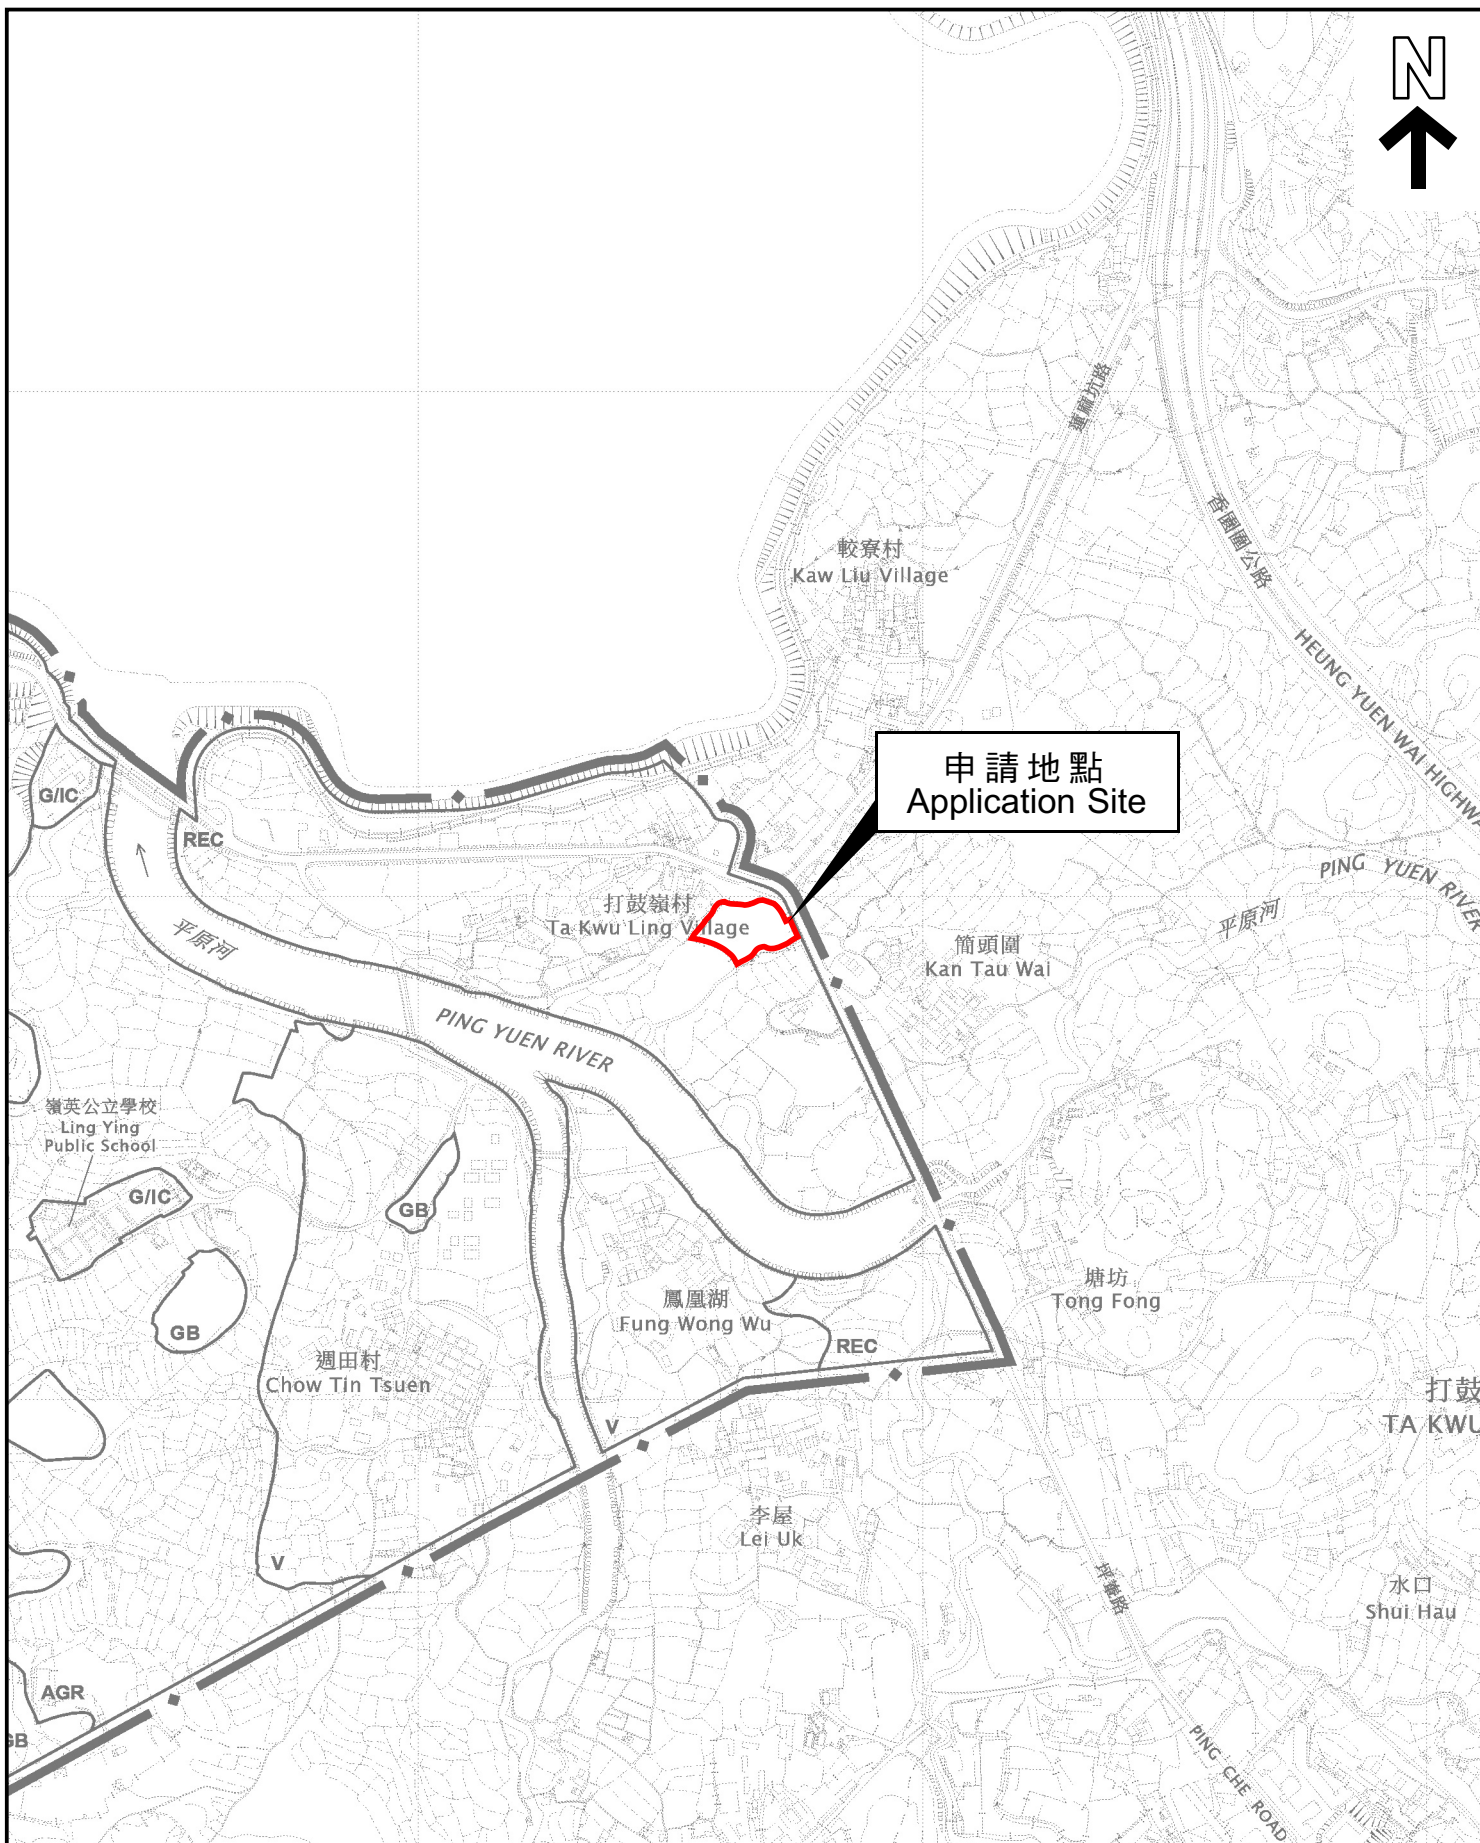 N
蓮麻坑路
香園圍公路
較寮村
Kaw Liu Village
HEUNG YUEN WAI HIGHWA
申請地點
Application Site
G/IC
REC
PING YUEN RIVER
平原河
打鼓嶺村
Ta Kwu Ling Village
平原河
簡頭圍
Kan Tau Wai
PING YUEN RIVER
嶺英公立學校
Ling Ying
Public School
G/IC
GB
GB
塘坊
Tong Fong
鳳凰湖
Fung Wong Wu
REC
週田村
Chow Tin Tsuen
打鼓
TA KWU
V
李屋
Lei Uk
V
坪輋路
水口
Shui Hau
AGR
GB
PING CHE ROAD